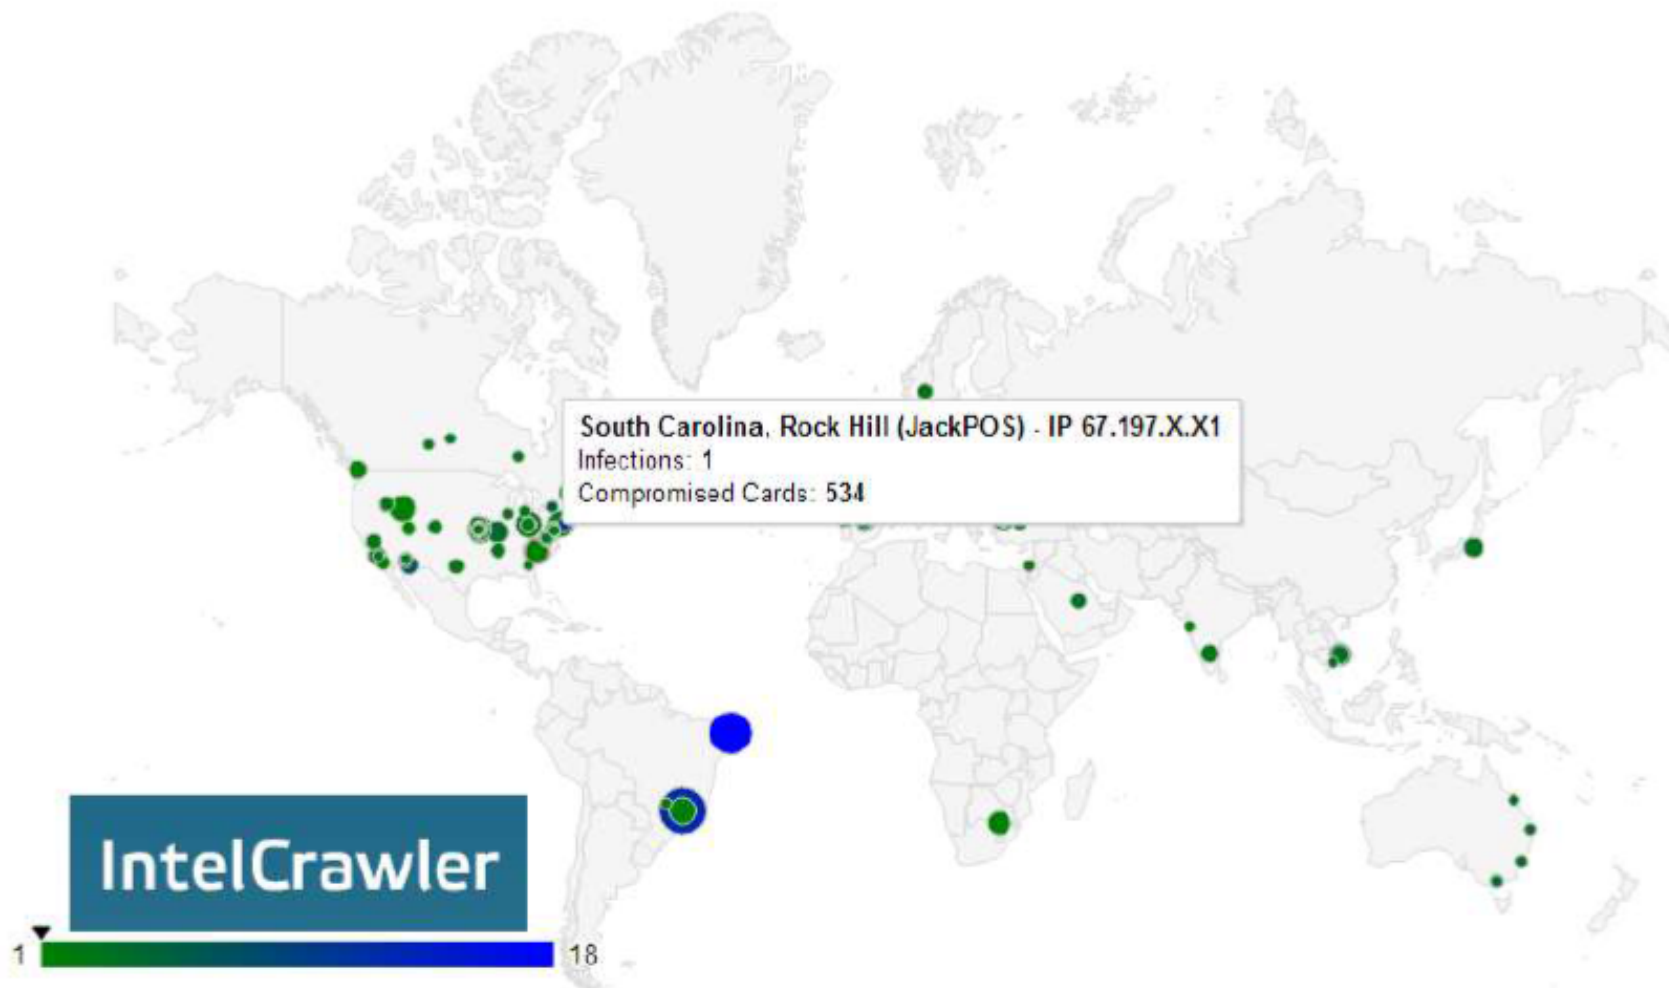 South Carolina, Rock Hill (JackPOS) - IP 67.197.X.X1
Infections: 1
Compromised Cards: 534
IntelCrawler
1
18